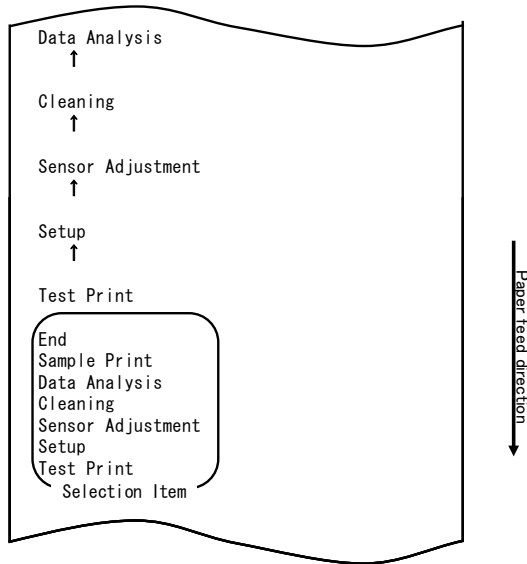 Data Analysis
↑
Cleaning
↑
Sensor Adjustment
↑
Setup
↑
Test Print
End
Sample Print
Data Analysis
Cleaning
Sensor Adjustment
Setup
Test Print
Selection Item
Paper feed direction